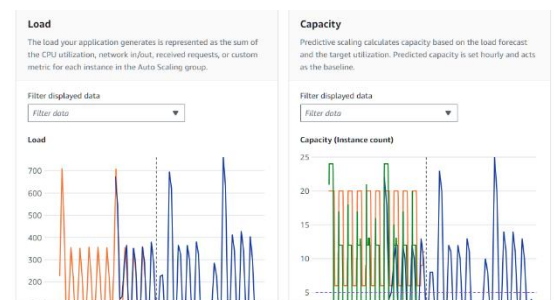 Load
The load your application generates is represented as the sum of
the CPU utilization, network in/out, received requests, or custom
metric for each instance in the Auto Scaling group.
Filter displayed data
Filter data
Load
700
600
500
400
300
200
Capacity
Predictive scaling calculates capacity based on the load forecast
and the target utilization. Predicted capacity is set hourly and acts
as the baseline.
Filter displayed data
Filter data
Capacity (Instance count)
25
20
15
10
5